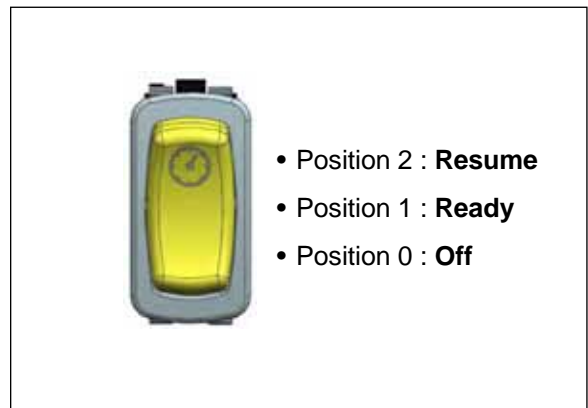 • Position 2 : Resume
• Position 1 : Ready
• Position 0 : Off